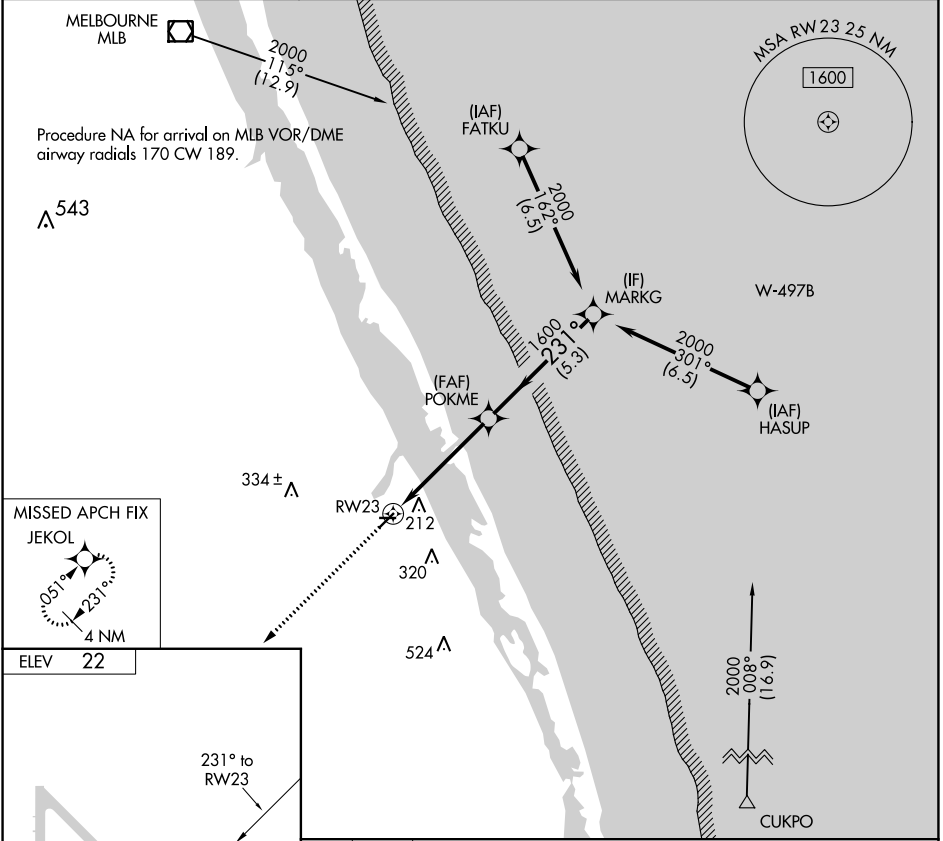 MELBOURNE
MLB
2000
115°
(12.9)
MSA RW 23 25 NM
1600
(IAF)
FATKU
Procedure NA for arrival on MLB VOR/DME
airway radials 170 CW 189.
543
2000
162°
(6.5)
(IF)
MARKG
W-497B
1600
231°
(5.3)
2000
301°
(6.5)
(FAF)
POKME
(IAF)
HASUP
334 ±
RW23
212
MISSED APCH FIX
JEKOL
051°
231°
4 NM
320
524
ELEV 22
2000
008°
(16.9)
231° to
RW23
CUKPO